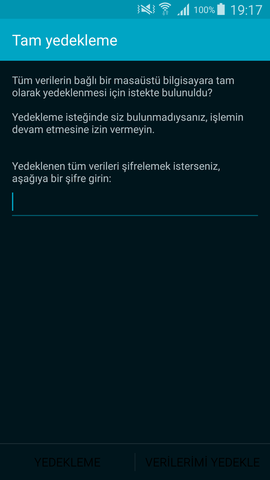 100% 19:17
Tam yedekleme
Tüm verilerin bağlı bir masaüstü bilgisayara tam
olarak yedeklenmesi için istekte bulunuldu?
Yedekleme isteğinde siz bulunmadıysanız, işlemin
devam etmesine izin vermeyin.
Yedeklenen tüm verileri şifrelemek isterseniz,
aşağıya bir şifre girin:
YEDEKLEME VERİLERİMİ YEDEKLE